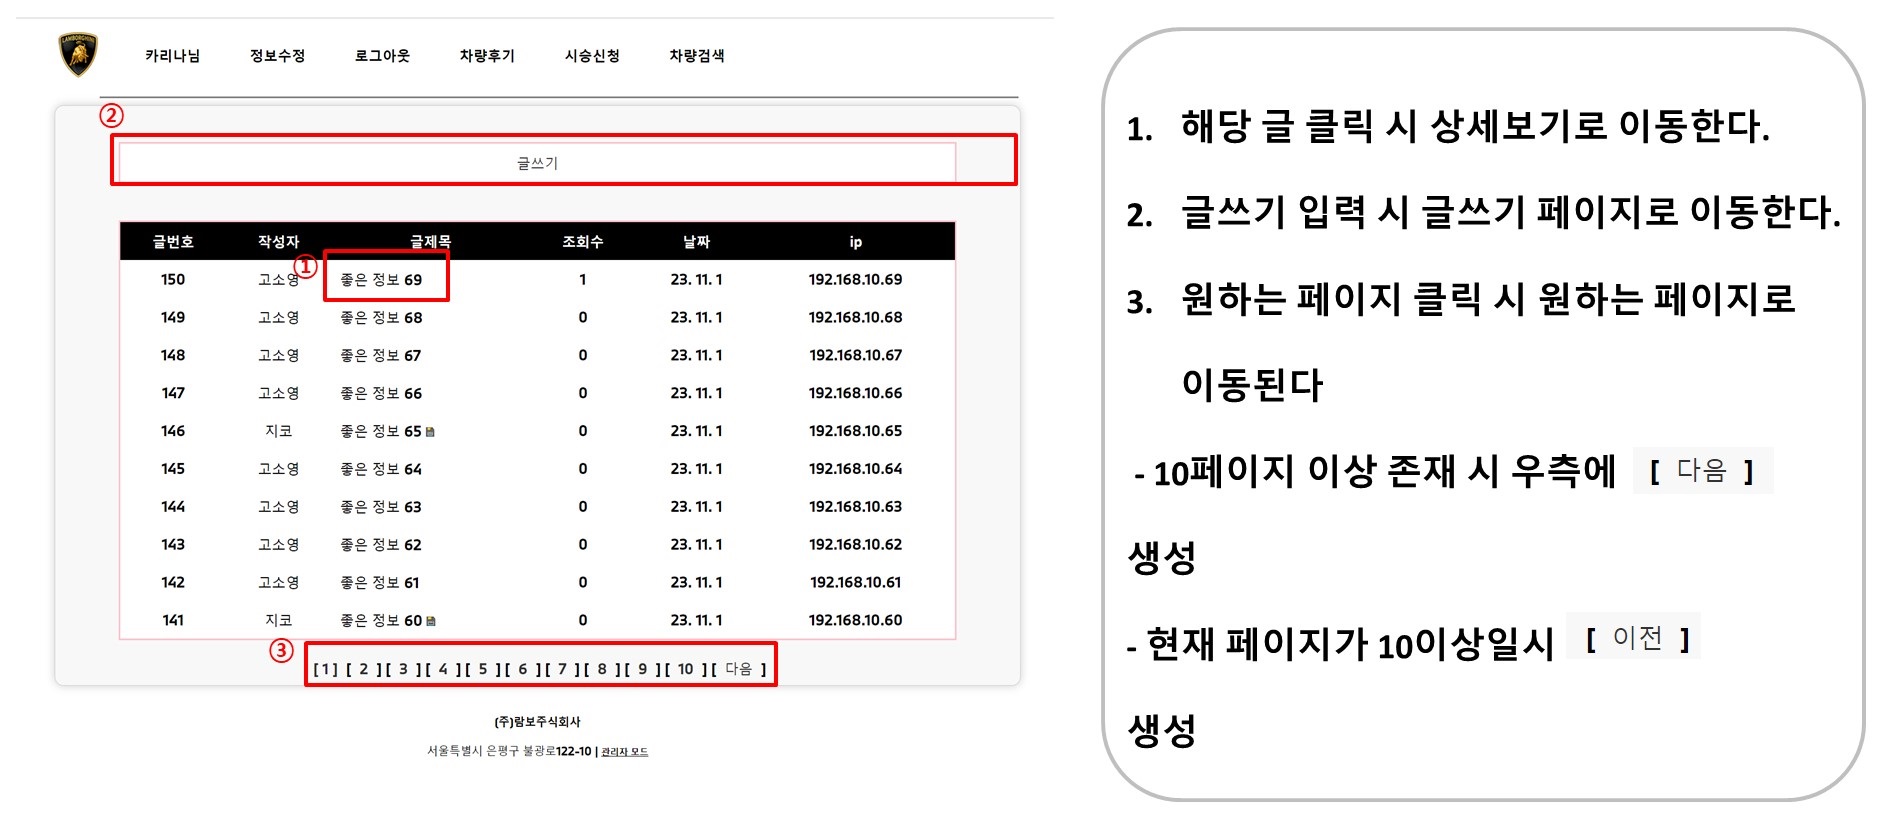 LAMBORGHINI
카리나님 정보수정 로그아웃 차량후기 시승신청 차량검색
②
글쓰기
글번호 작성자 글제목 조회수 날짜 ip
①
150 고소영 좋은 정보 69 1 23. 11. 1 192.168.10.69
149 고소영 좋은 정보 68 0 23. 11. 1 192.168.10.68
148 고소영 좋은 정보 67 0 23. 11. 1 192.168.10.67
147 고소영 좋은 정보 66 0 23. 11. 1 192.168.10.66
146 지코 좋은 정보 65 0 23. 11. 1 192.168.10.65
145 고소영 좋은 정보 64 0 23. 11. 1 192.168.10.64
144 고소영 좋은 정보 63 0 23. 11. 1 192.168.10.63
143 고소영 좋은 정보 62 0 23. 11. 1 192.168.10.62
142 고소영 좋은 정보 61 0 23. 11. 1 192.168.10.61
141 지코 좋은 정보 60 0 23. 11. 1 192.168.10.60
③
[1] [ 2 ][ 3 ][ 4 ][ 5 ][ 6 ][ 7 ][ 8 ][ 9 ][ 10 ][ 다음 ]
(주)람보주식회사
서울특별시 은평구 불광로122-10 | 관리자 모드
1. 해당 글 클릭 시 상세보기로 이동한다.
2. 글쓰기 입력 시 글쓰기 페이지로 이동한다.
3. 원하는 페이지 클릭 시 원하는 페이지로
이동된다
- 10페이지 이상 존재 시 우측에 [ 다음 ]
생성
- 현재 페이지가 10이상일시 [ 이전 ]
생성